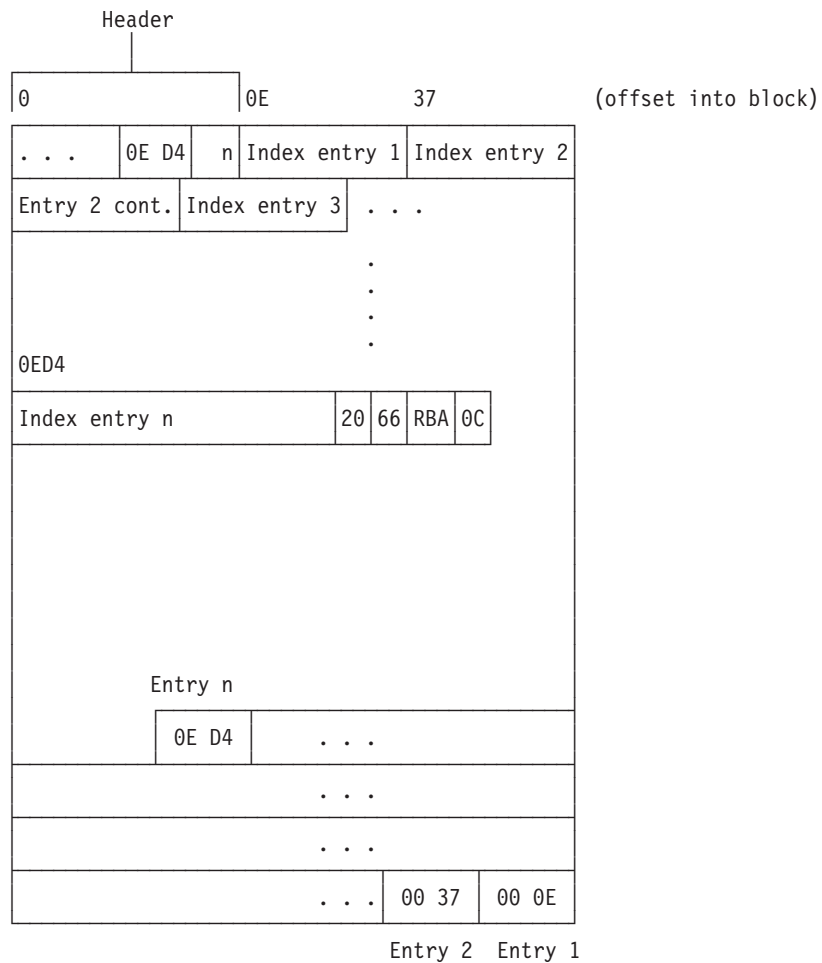 Header
0 0E 37 (offset into block)
. . . 0E D4 n Index entry 1 Index entry 2
Entry 2 cont. Index entry 3 . . .
.
.
.
.
0ED4
Index entry n 20 66 RBA 0C
Entry n
0E D4 . . .
. . .
. . .
. . . 00 37 00 0E
Entry 2 Entry 1